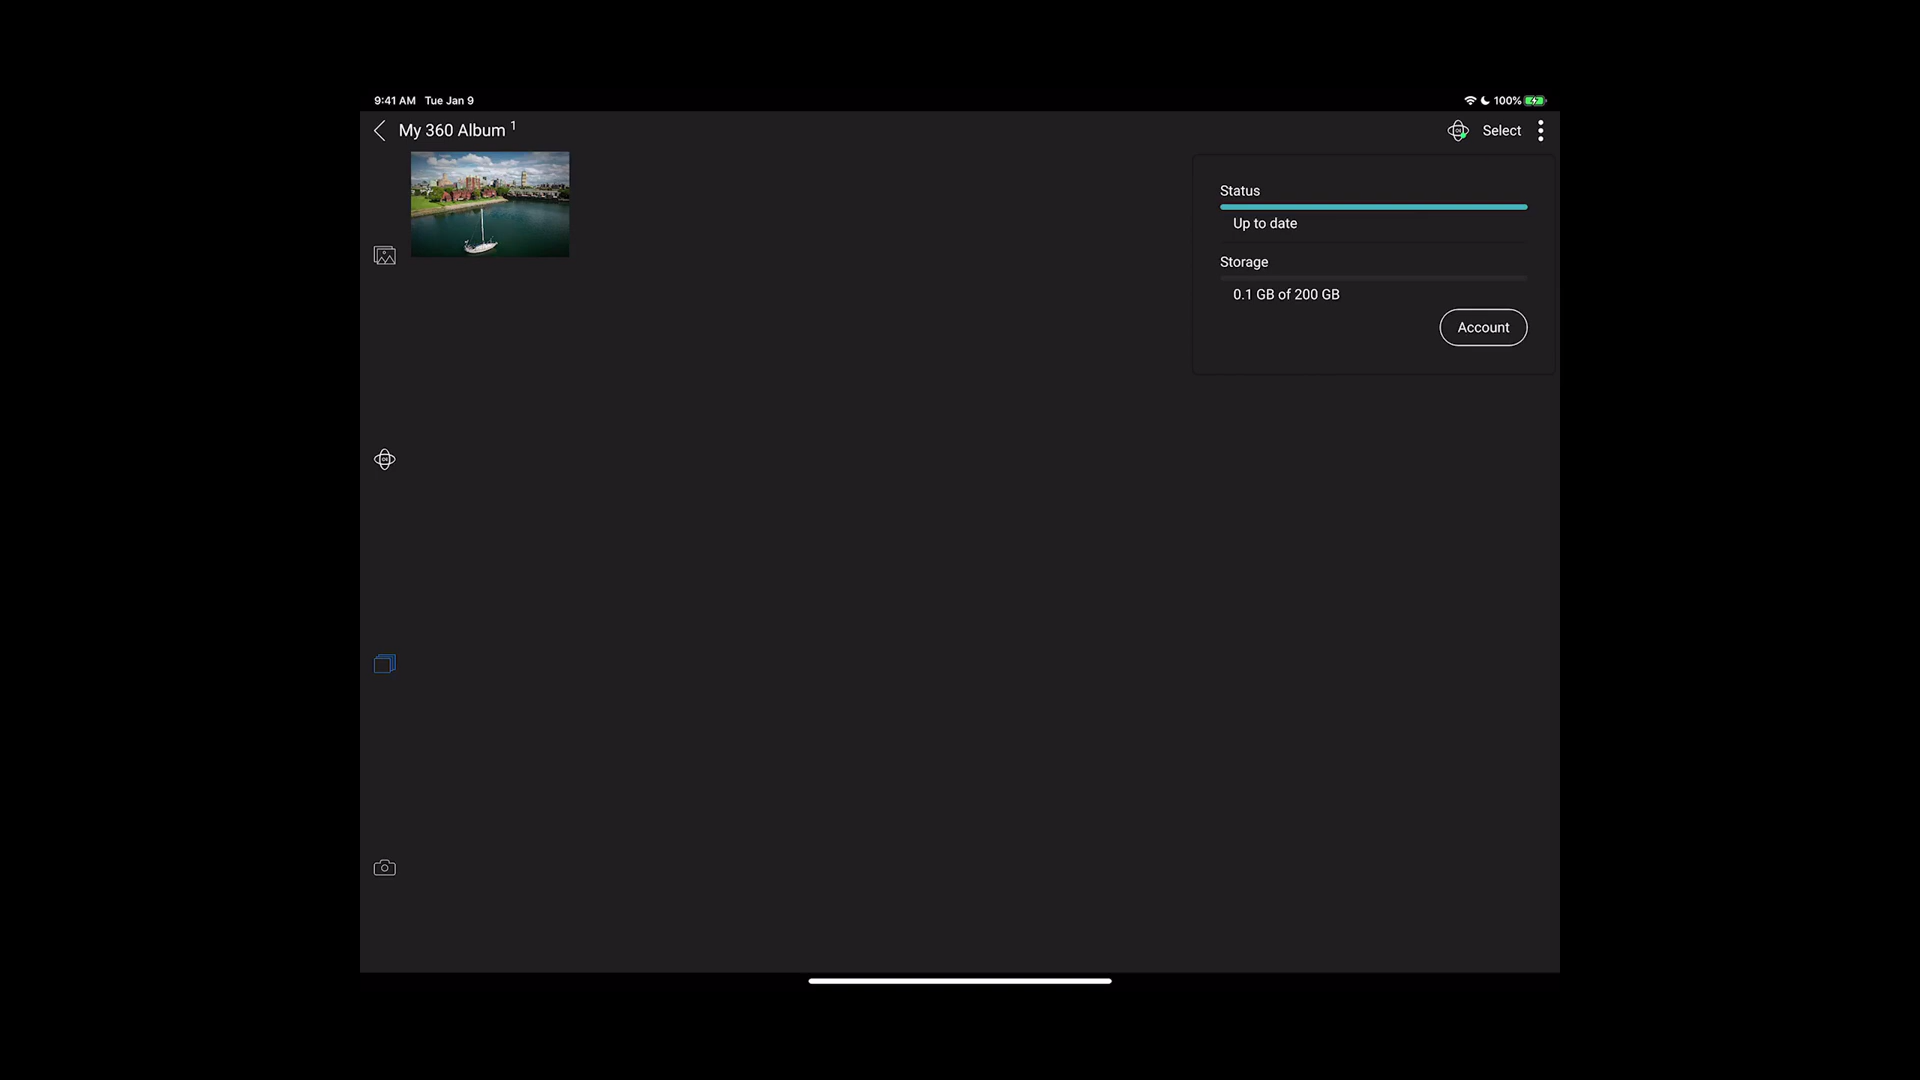 9:41 AM Tue Jan 9
100%
My 360 Album 1
Select
Status
Up to date
Storage
0.1 GB of 200 GB
Account